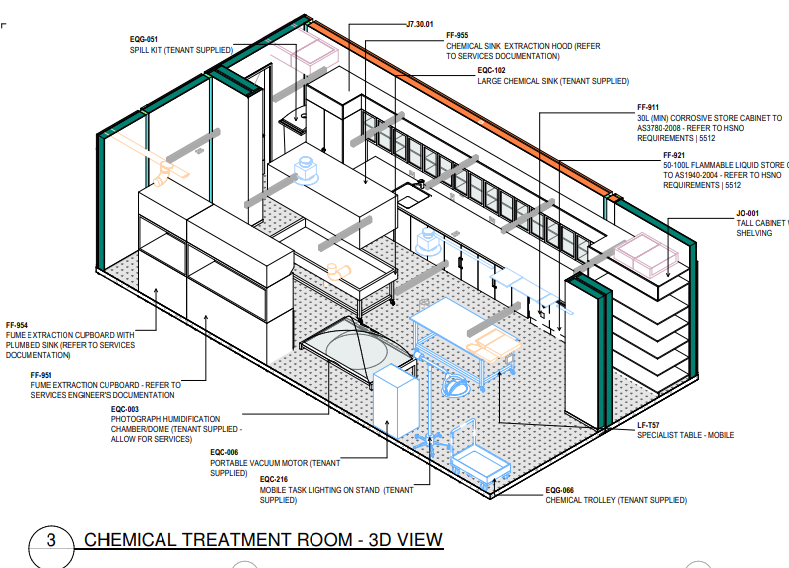 J7.30.01
EQG-051
SPILL KIT (TENANT SUPPLIED)
FF-955
CHEMICAL SINK EXTRACTION HOOD (REFER
TO SERVICES DOCUMENTATION)
EQC-102
LARGE CHEMICAL SINK (TENANT SUPPLIED)
FF-911
30L (MIN) CORROSIVE STORE CABINET TO
AS3780-2008 - REFER TO HSNO
REQUIREMENTS | 5512
FF-921
50-100L FLAMMABLE LIQUID STORE
TO AS1940-2004 - REFER TO HSNO
REQUIREMENTS | 5512
JO-001
TALL CABINET
SHELVING
FF-954
FUME EXTRACTION CUPBOARD WITH
PLUMBED SINK (REFER TO SERVICES
DOCUMENTATION)
FF-951
FUME EXTRACTION CUPBOARD - REFER TO
SERVICES ENGINEER'S DOCUMENTATION
EQC-003
PHOTOGRAPH HUMIDIFICATION
CHAMBER/DOME (TENANT SUPPLIED -
ALLOW FOR SERVICES)
EQC-006
PORTABLE VACUUM MOTOR (TENANT
SUPPLIED)
EQC-216
MOBILE TASK LIGHTING ON STAND (TENANT
SUPPLIED)
LF-T57
SPECIALIST TABLE - MOBILE
EQG-066
CHEMICAL TROLLEY (TENANT SUPPLIED)
3 CHEMICAL TREATMENT ROOM - 3D VIEW